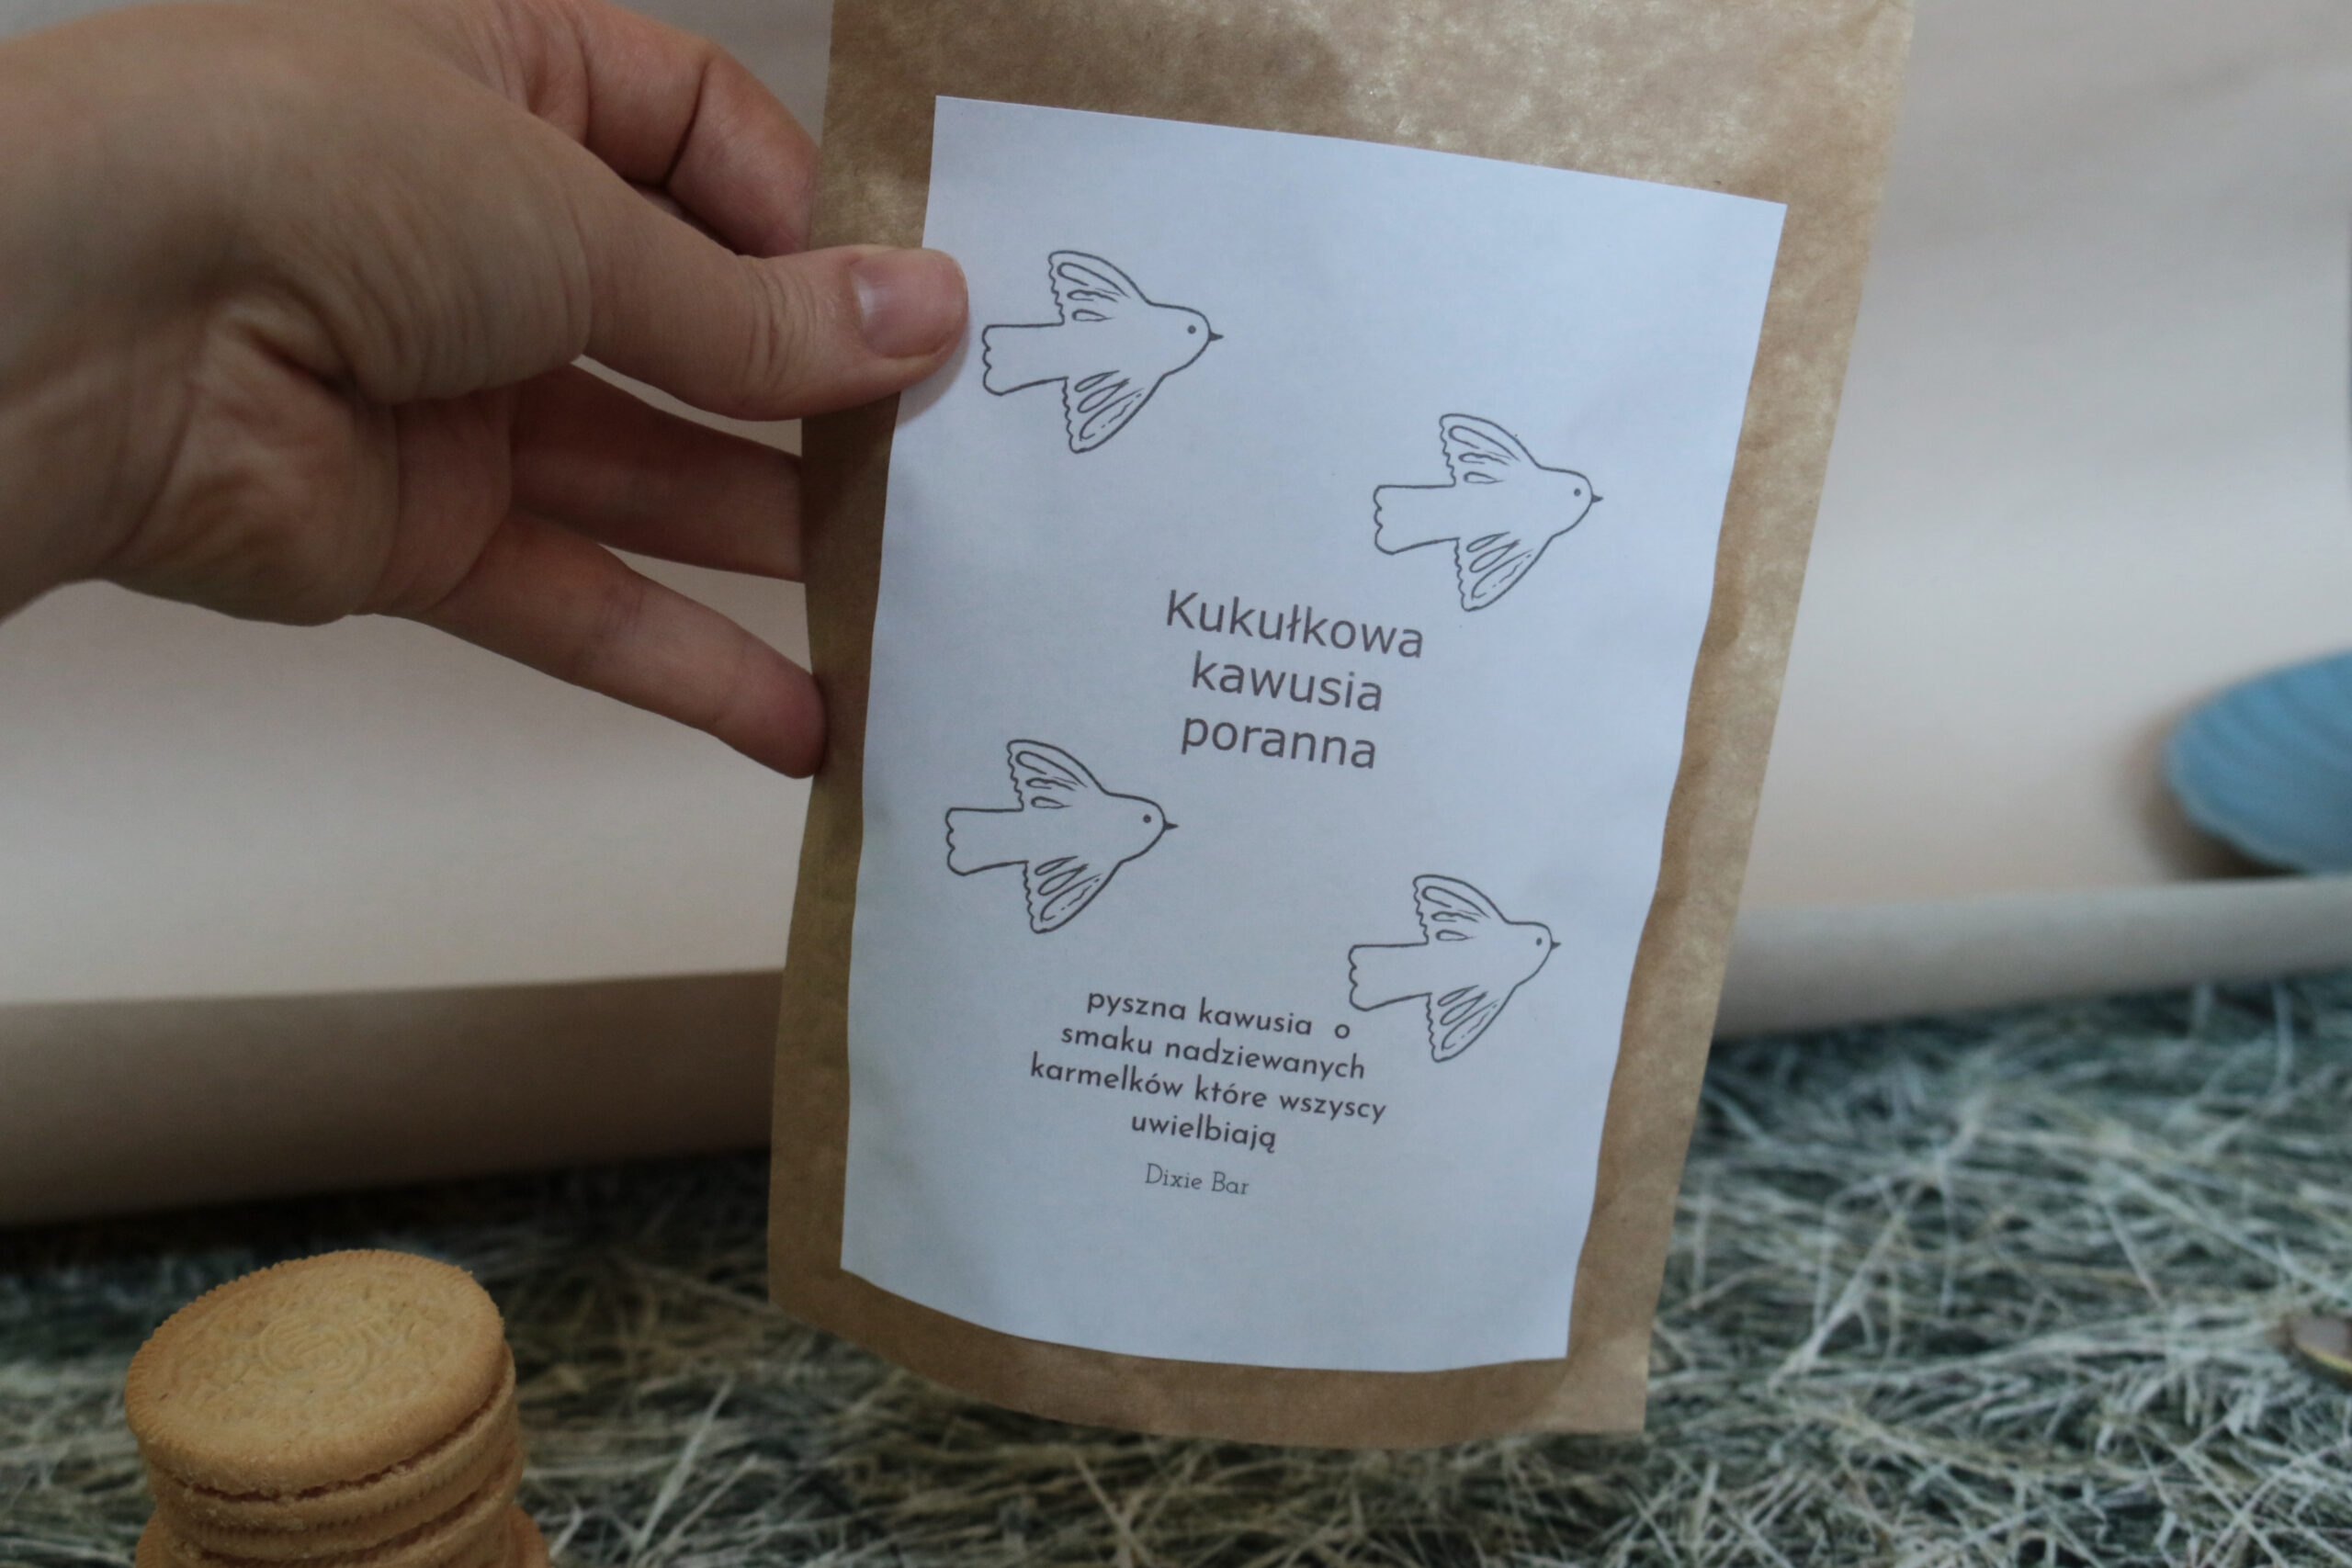 Kukułkowa
kawusia
poranna
pyszna kawusia o
smaku nadziewanych
karmelków które wszyscy
uwielbiają
Dixie Bar